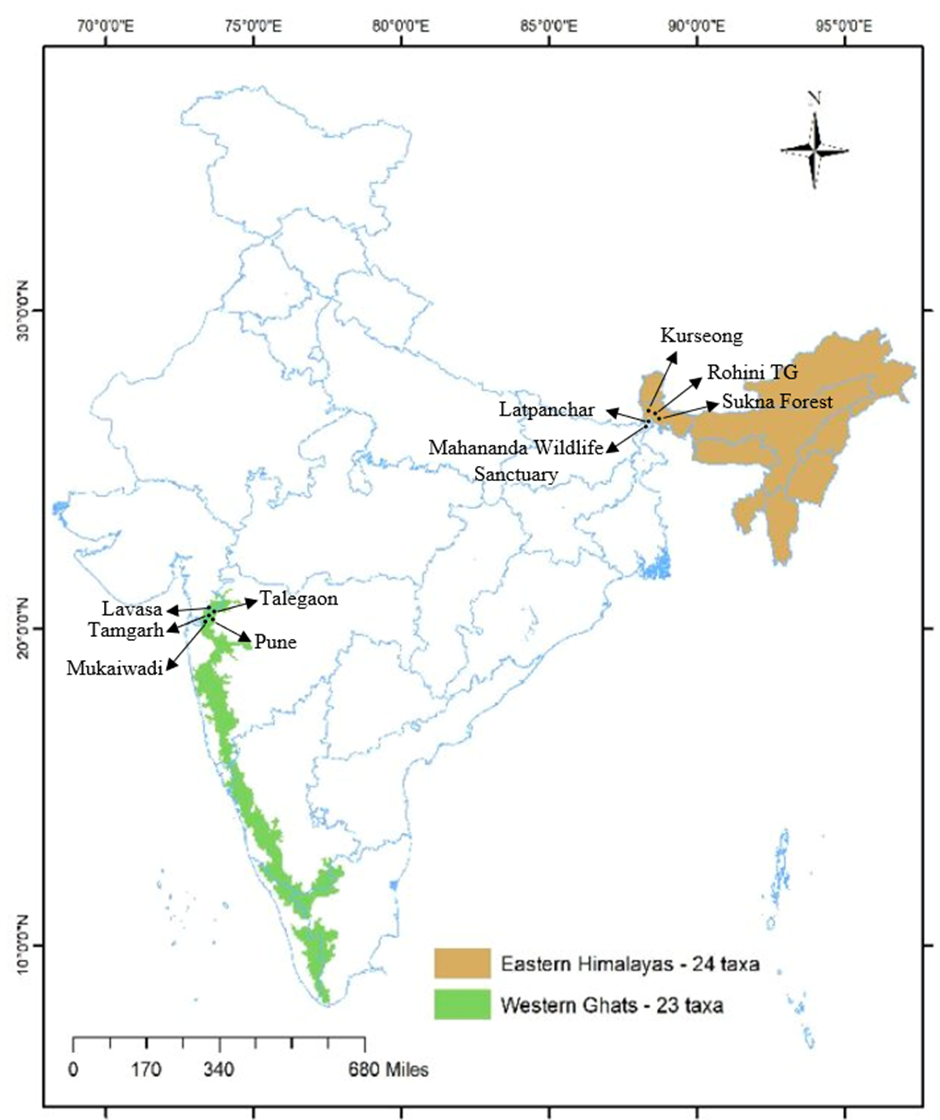 70°0'0"E 75°0'0"E 80°0'0"E 85°0'0"E 90°0'0"E 95°0'0"E
N
30°0'0"N
Kurseong
Rohini TG
Latpanchar
Sukna Forest
Mahananda Wildlife
Sanctuary
20°0'0"N
Lavasa
Talegaon
Tamgarh
Pune
Mukaiwadi
10°0'0"N
Eastern Himalayas - 24 taxa
Western Ghats - 23 taxa
0 170 340 680 Miles